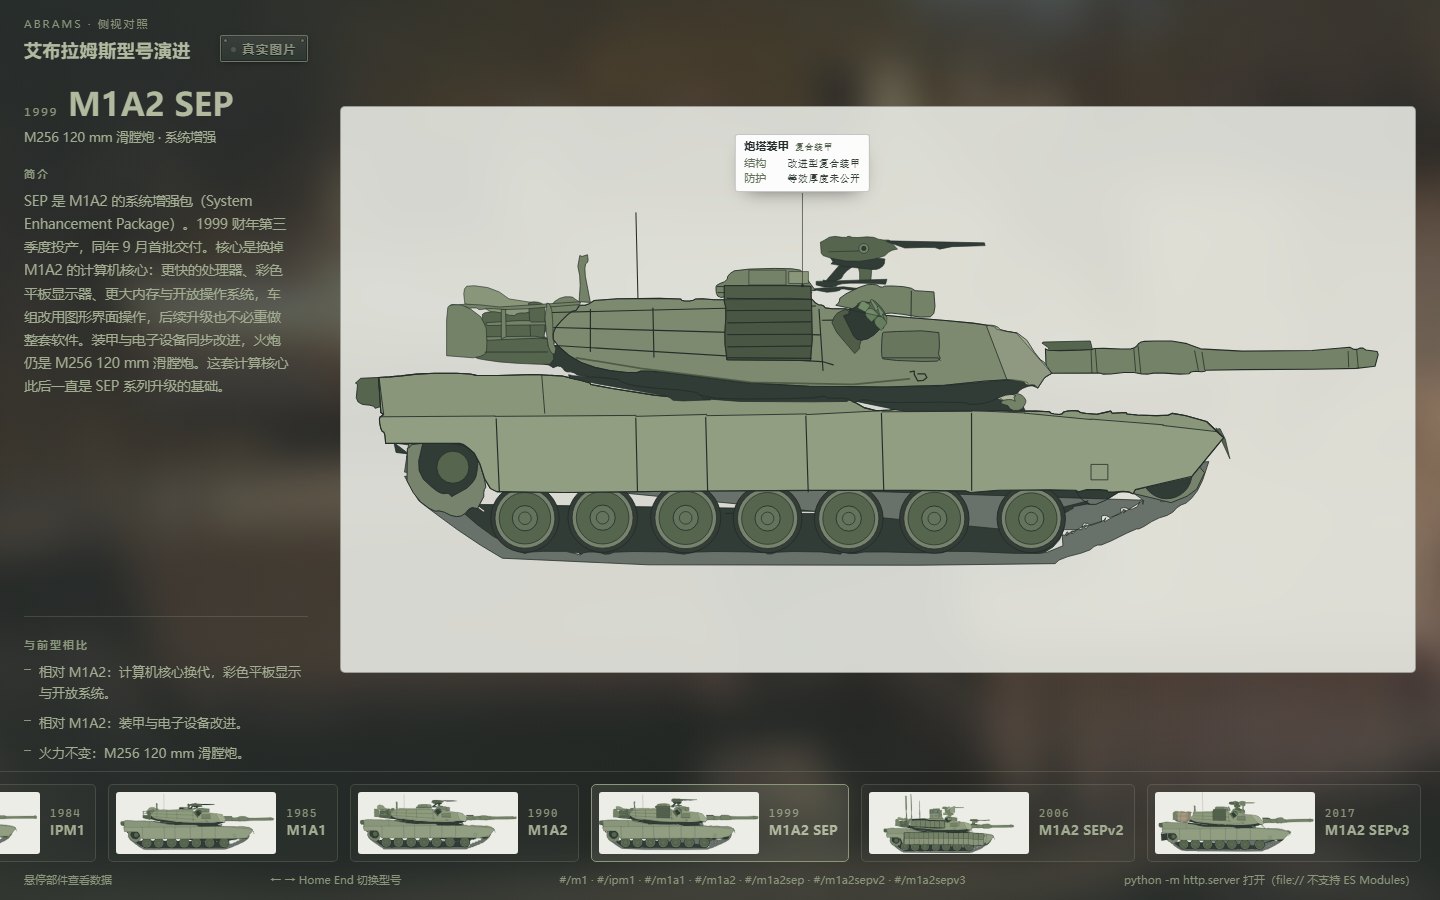 ABRAMS · 侧视对照
艾布拉姆斯型号演进
真实图片
1999 M1A2 SEP
M256 120 mm 滑膛炮 · 系统增强
简介
SEP 是 M1A2 的系统增强包（System
Enhancement Package）。1999 财年第三
季度投产，同年 9 月首批交付。核心是换掉
M1A2 的计算机核心：更快的处理器、彩色
平板显示器、更大内存与开放操作系统，车
组改用图形界面操作，后续升级也不必重做
整套软件。装甲与电子设备同步改进，火炮
仍是 M256 120 mm 滑膛炮。这套计算核心
此后一直是 SEP 系列升级的基础。
炮塔装甲 复合装甲
结构 改进型复合装甲
防护 等效厚度未公开
与前型相比
– 相对 M1A2：计算机核心换代，彩色平板显示
与开放系统。
– 相对 M1A2：装甲与电子设备改进。
– 火力不变：M256 120 mm 滑膛炮。
1984
IPM1
1985
M1A1
1990
M1A2
1999
M1A2 SEP
2006
M1A2 SEPv2
2017
M1A2 SEPv3
悬停部件查看数据
← → Home End 切换型号
#/m1 · #/ipm1 · #/m1a1 · #/m1a2 · #/m1a2sep · #/m1a2sepv2 · #/m1a2sepv3
python -m http.server 打开（file:// 不支持 ES Modules）